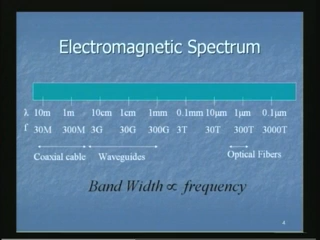 Electromagnetic Spectrum
λ 10m 1m 10cm 1cm 1mm 0.1mm 10μm 1μm 0.1μm
f 30M 300M 3G 30G 300G 3T 30T 300T 3000T
Coaxial cable Waveguides Optical Fibers
Band Width ∝ frequency
4